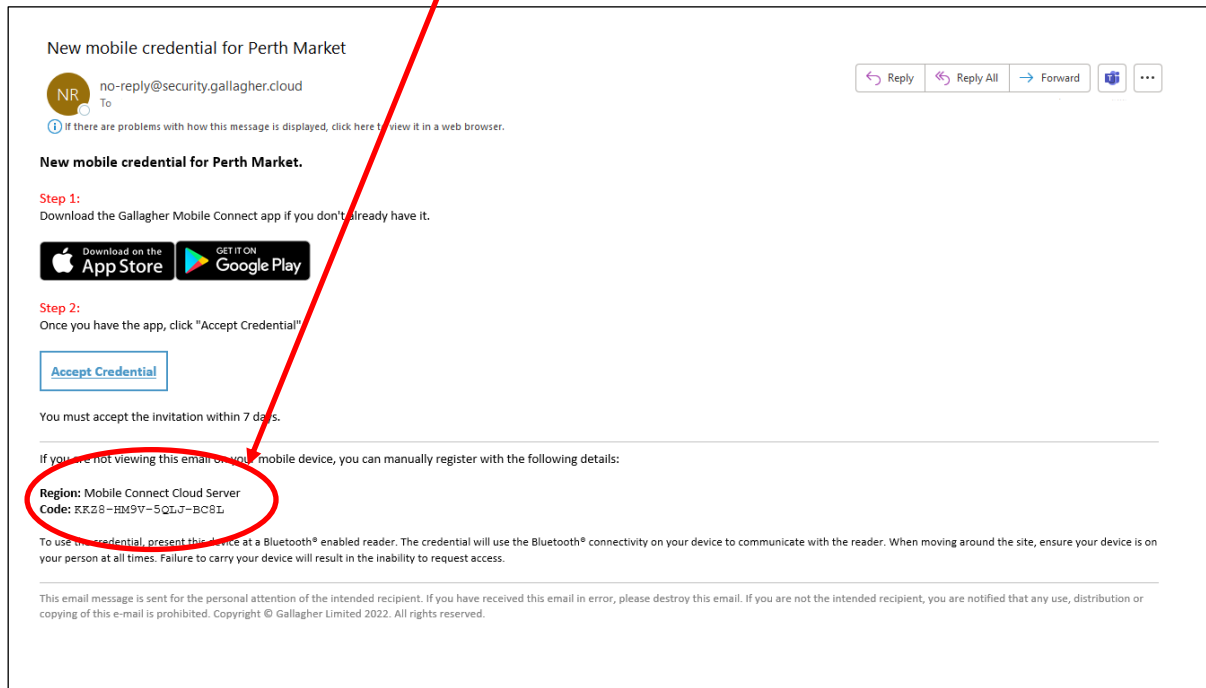 New mobile credential for Perth Market
NR
no-reply@security.gallagher.cloud
To
Reply
Reply All
Forward
If there are problems with how this message is displayed, click here to view it in a web browser.
New mobile credential for Perth Market.
Step 1:
Download the Gallagher Mobile Connect app if you don't already have it.
Download on the
App Store
GET IT ON
Google Play
Step 2:
Once you have the app, click "Accept Credential"
Accept Credential
You must accept the invitation within 7 days.
If you are not viewing this email on your mobile device, you can manually register with the following details:
Region: Mobile Connect Cloud Server
Code: KKZ8-HM9V-5QLJ-BC8L
To use the credential, present this device at a Bluetooth® enabled reader. The credential will use the Bluetooth® connectivity on your device to communicate with the reader. When moving around the site, ensure your device is on
your person at all times. Failure to carry your device will result in the inability to request access.
This email message is sent for the personal attention of the intended recipient. If you have received this email in error, please destroy this email. If you are not the intended recipient, you are notified that any use, distribution or
copying of this e-mail is prohibited. Copyright © Gallagher Limited 2022. All rights reserved.